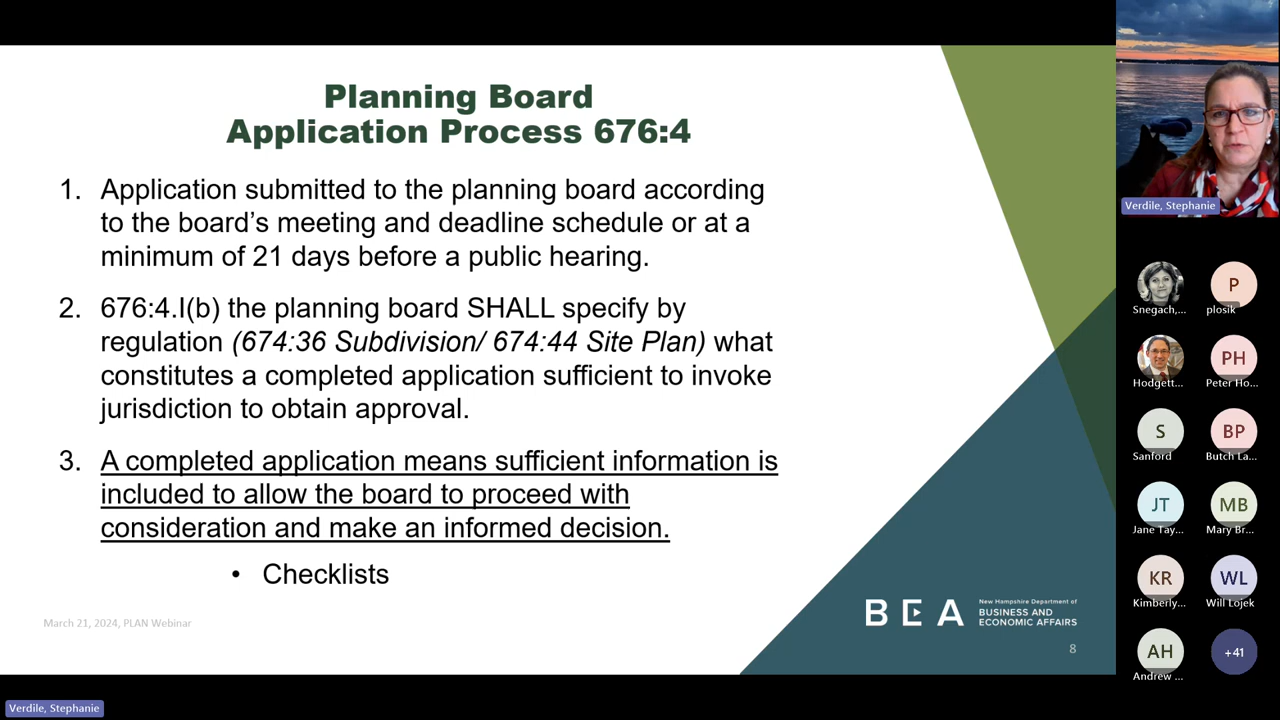 Planning Board
Application Process 676:4
1. Application submitted to the planning board according
to the board’s meeting and deadline schedule or at a
minimum of 21 days before a public hearing.
2. 676:4.I(b) the planning board SHALL specify by
regulation (674:36 Subdivision/ 674:44 Site Plan) what
constitutes a completed application sufficient to invoke
jurisdiction to obtain approval.
3. A completed application means sufficient information is
included to allow the board to proceed with
consideration and make an informed decision.
• Checklists
March 21, 2024, PLAN Webinar
BEA
New Hampshire Department of
BUSINESS AND
ECONOMIC AFFAIRS
8
Verdile, Stephanie
Snegach,...
P
plosik
Hodgett...
PH
Peter Ho...
S
Sanford
BP
Butch La...
JT
Jane Tay...
MB
Mary Br...
KR
Kimberly...
WL
Will Lojek
AH
Andrew ...
+41
Verdile, Stephanie